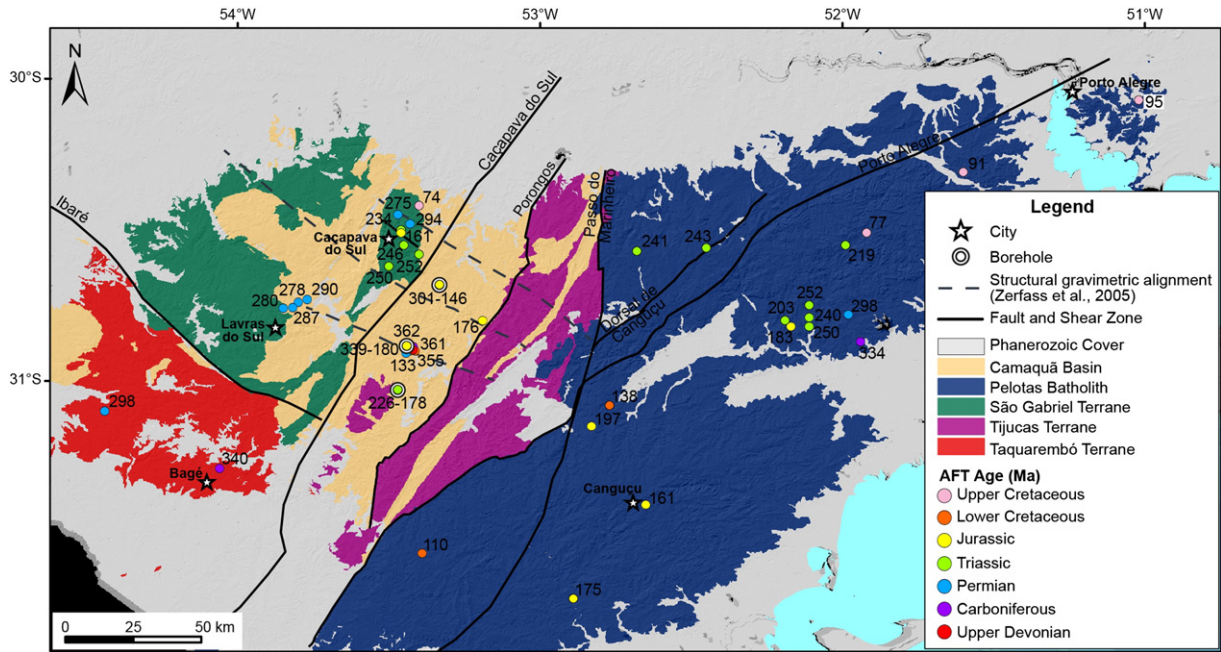 54°W
53°W
52°W
51°W
30°S
31°S
N
Porto Alegre
95
91
Porto Alegre
Caçapava do Sul
Porongos
Passo do
Marinheiro
Ibaré
275
74
234
294
Caçapava
do Sul
161
246
252
250
241
243
77
219
278
290
280
287
Lavras
do Sul
301-146
176
362
361
339-180
355
133
226-178
Dorsal de
Canguçu
252
203
240
298
183
250
334
298
340
Bagé
138
197
Canguçu
161
110
175
0 25 50 km
Legend
City
Borehole
Structural gravimetric alignment
(Zerfass et al., 2005)
Fault and Shear Zone
Phanerozoic Cover
Camaquã Basin
Pelotas Batholith
São Gabriel Terrane
Tijucas Terrane
Taquarembó Terrane
AFT Age (Ma)
Upper Cretaceous
Lower Cretaceous
Jurassic
Triassic
Permian
Carboniferous
Upper Devonian